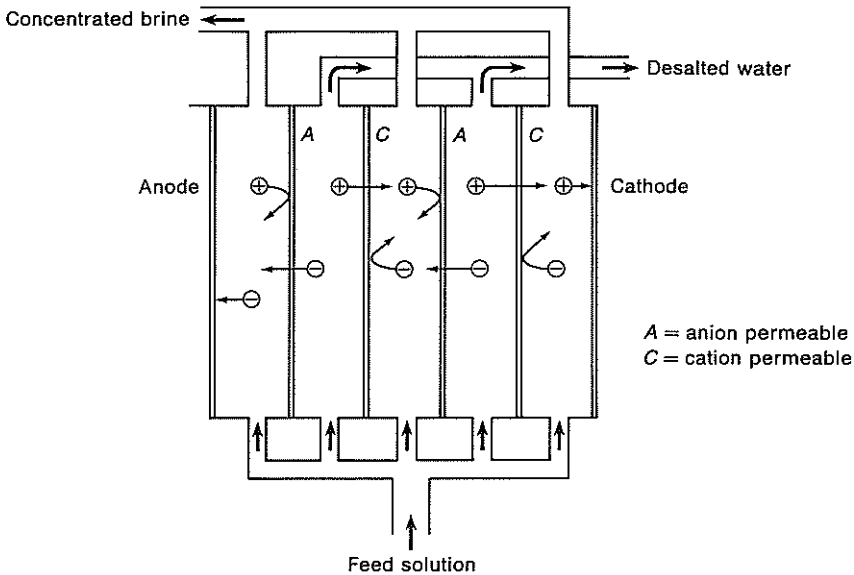 Concentrated brine
Desalted water
A
C
A
C
Anode
+
+
+
+
+
Cathode
−
−
−
−
−
A = anion permeable
C = cation permeable
Feed solution